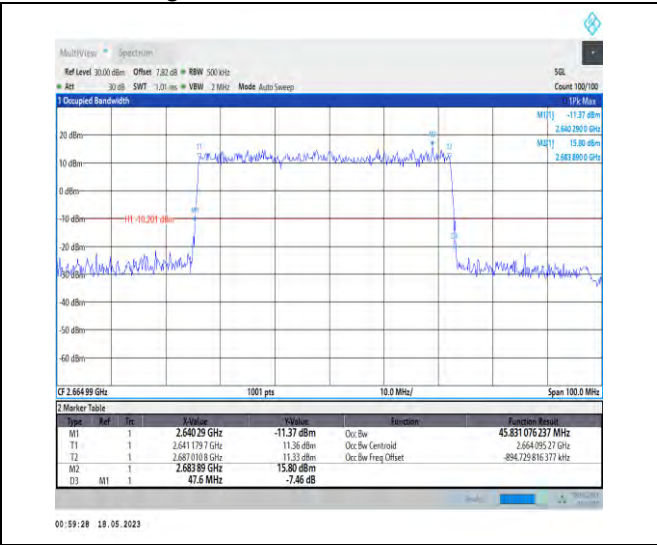 MultiView Spectrum
Ref Level 30.00 dBm Offset 7.82 dB RBW 500 kHz SGL
Att 30 dB SWT 1.01 ms VBW 2 MHz Mode Auto Sweep Count 100/100
1 Occupied Bandwidth 1Pk Max
M1[1] -11.37 dBm
2.640 290 0 GHz
M2[1] 15.80 dBm
2.683 890 0 GHz
20 dBm
T1 M2 T2
10 dBm
0 dBm
M1
-10 dBm H1 -10.201 dBm
-20 dBm
D3
-30 dBm
-40 dBm
-50 dBm
-60 dBm
CF 2.664 99 GHz 1001 pts 10.0 MHz/ Span 100.0 MHz
2 Marker Table
Type Ref Trc X-Value Y-Value Function Function Result
M1 1 2.640 29 GHz -11.37 dBm Occ Bw 45.831 076 237 MHz
T1 1 2.641 179 7 GHz 11.36 dBm Occ Bw Centroid 2.664 095 27 GHz
T2 1 2.687 010 8 GHz 11.33 dBm Occ Bw Freq Offset -894.729 816 377 kHz
M2 1 2.683 89 GHz 15.80 dBm
D3 M1 1 47.6 MHz -7.46 dB
00:59:28 18.05.2023